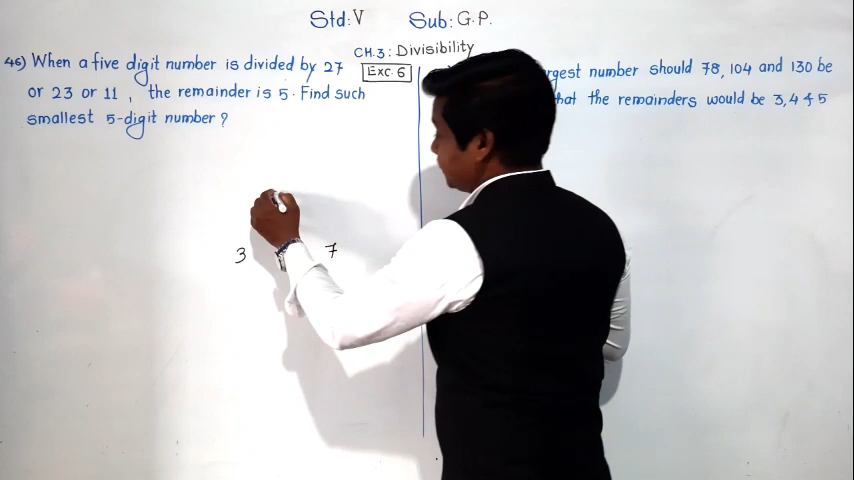 Std: V Sub: G.P.
CH.3: Divisibility
Exc. 6
46) When a five digit number is divided by 27
or 23 or 11, the remainder is 5. Find such
smallest 5-digit number?
number should 78, 104 and 130 be
the remainders would be 3, 4 & 5
3 7